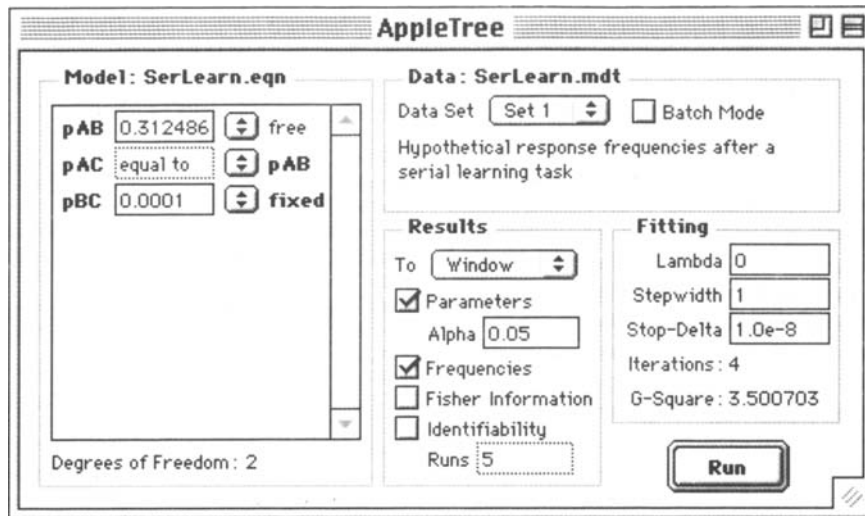 AppleTree
Model: SerLearn.eqn
pAB 0.312486 free
pAC equal to pAB
pBC 0.0001 fixed
Degrees of Freedom: 2
Data: SerLearn.mdt
Data Set Set 1 Batch Mode
Hypothetical response frequencies after a
serial learning task
Results
To Window
Parameters
Alpha 0.05
Frequencies
Fisher Information
Identifiability
Runs 5
Fitting
Lambda 0
Stepwidth 1
Stop-Delta 1.0e-8
Iterations: 4
G-Square: 3.500703
Run